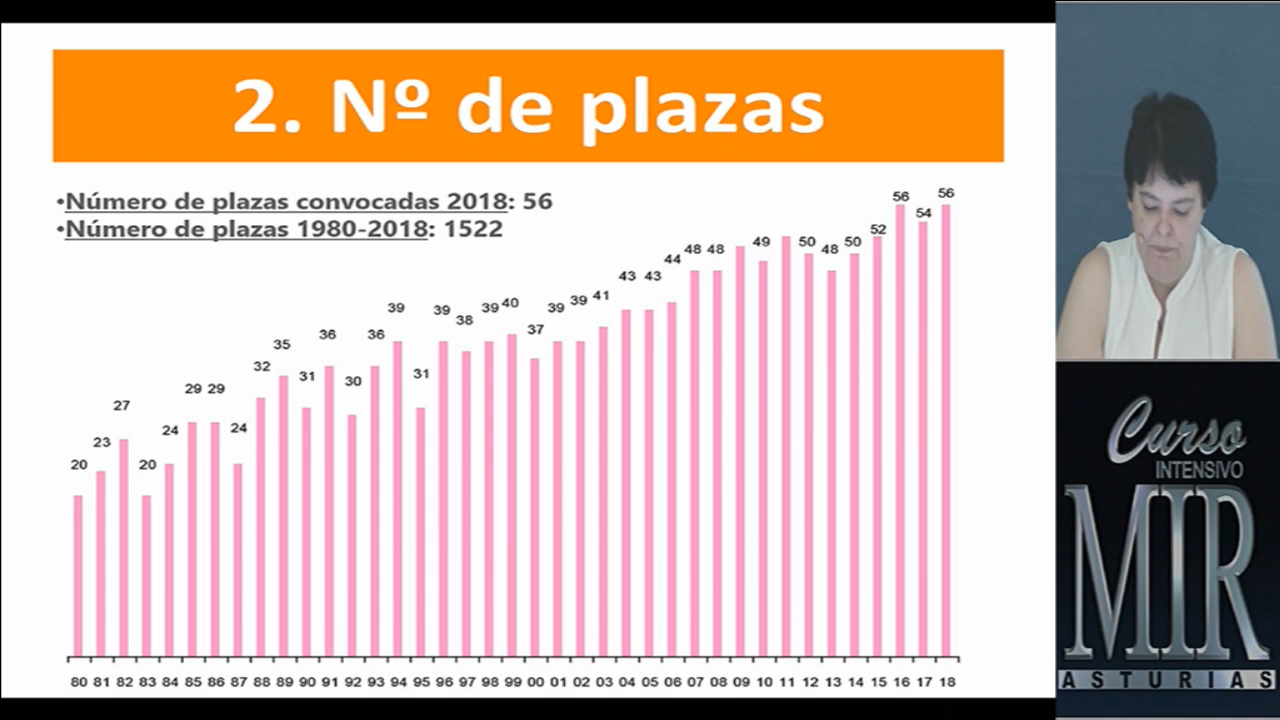 2. Nº de plazas
•Número de plazas convocadas 2018: 56
•Número de plazas 1980-2018: 1522
20 23 27 20 24 29 29 24 32 35 31 36 30 36 39 31 39 38 39 40 37 39 39 41 43 43 44 48 48 49 50 48 50 52 56 54 56
80 81 82 83 84 85 86 87 88 89 90 91 92 93 94 95 96 97 98 99 00 01 02 03 04 05 06 07 08 09 10 11 12 13 14 15 16 17 18
Curso
INTENSIVO
MIR
ASTURIAS